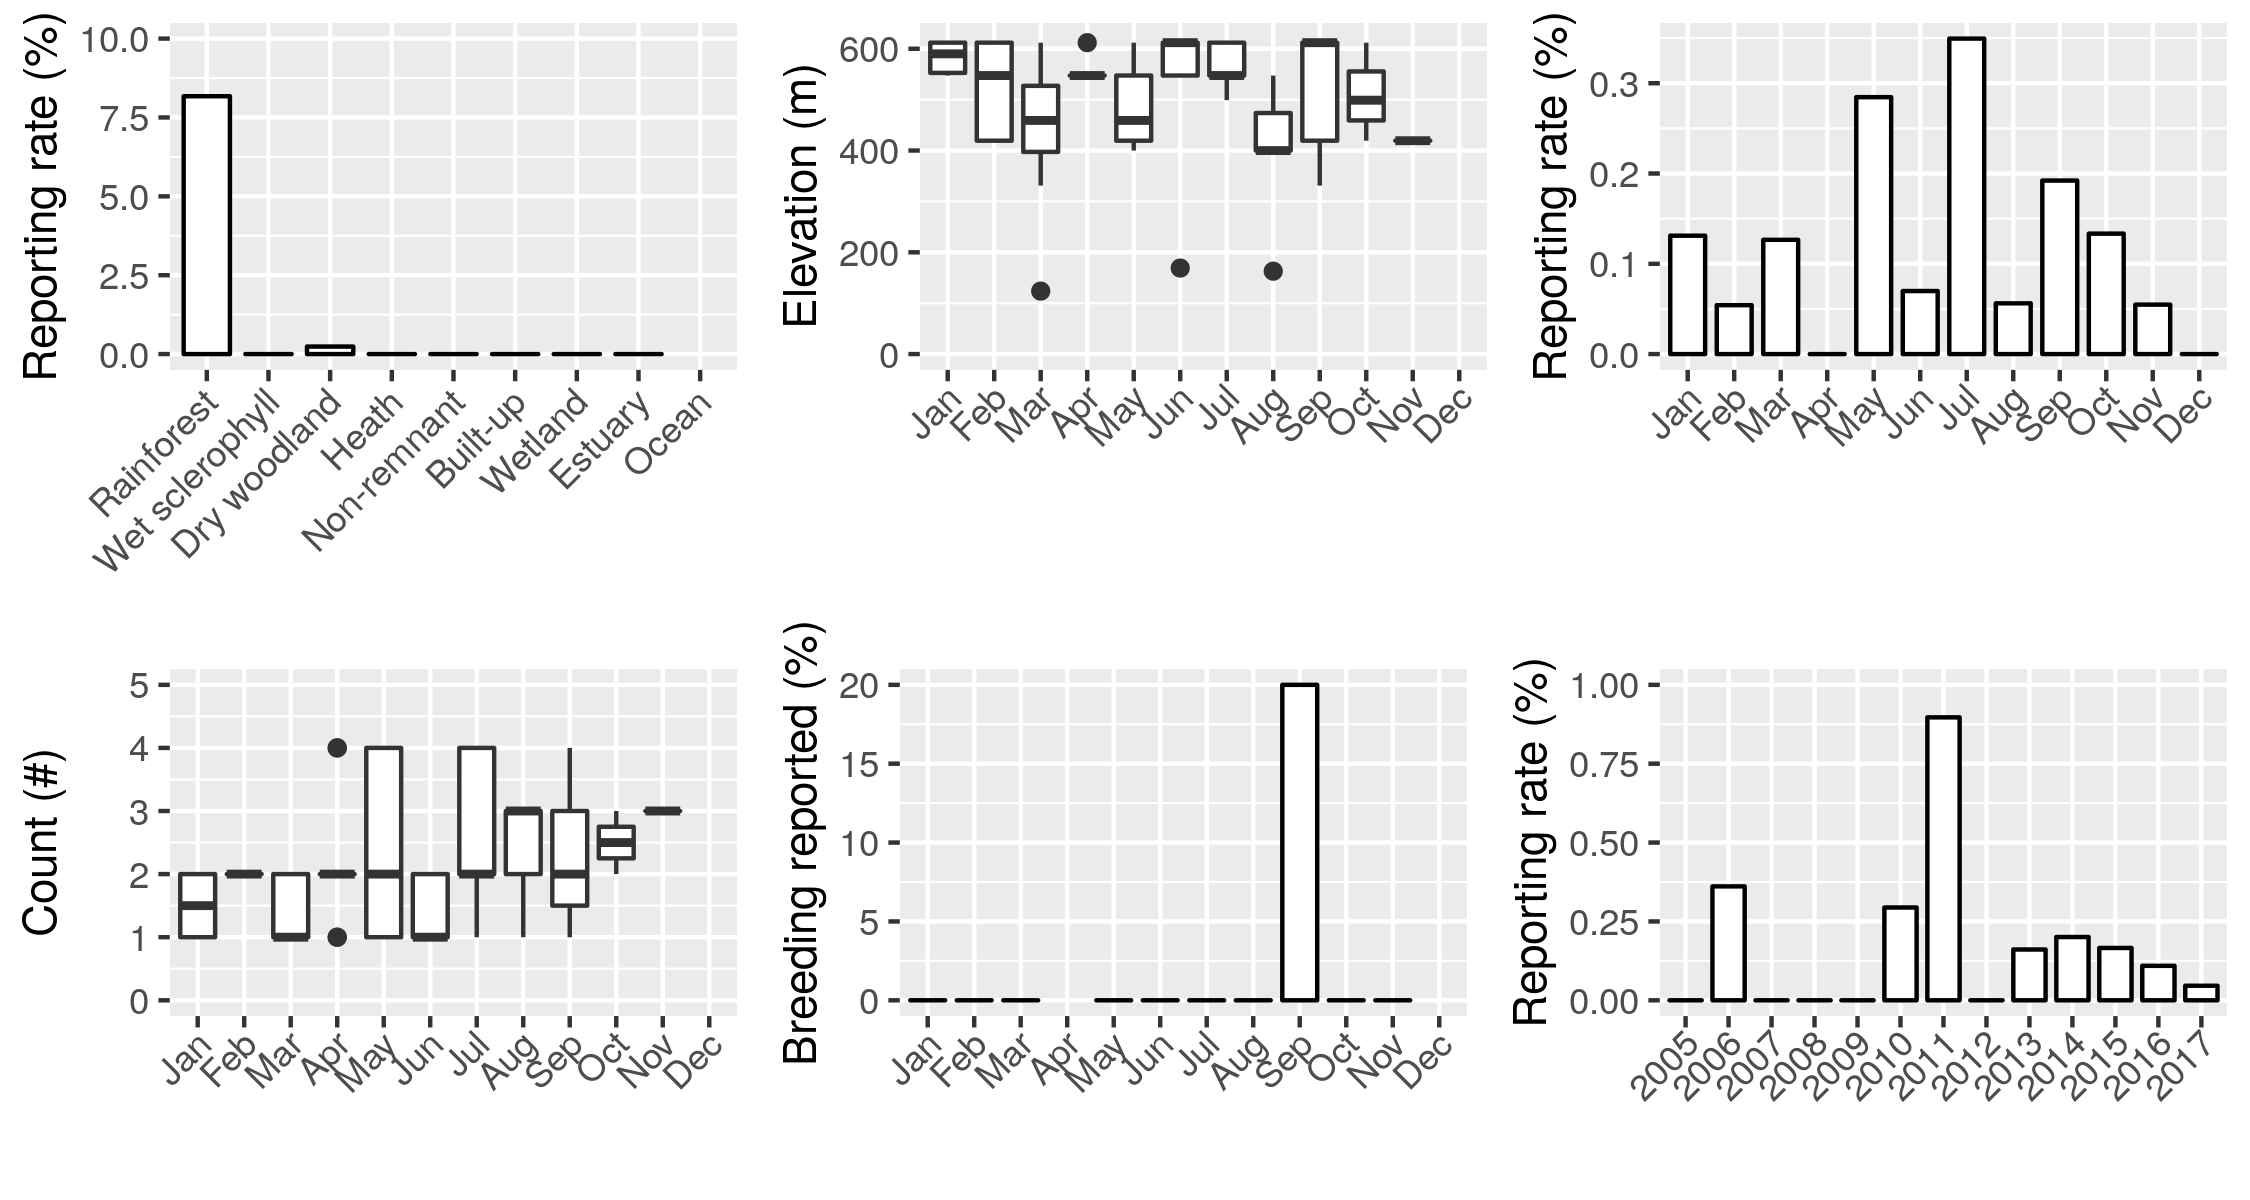 Reporting rate (%)
10.0
7.5
5.0
2.5
0.0
Rainforest
Wet sclerophyll
Dry woodland
Heath
Non-remnant
Built-up
Wetland
Estuary
Ocean
Elevation (m)
600
400
200
0
Jan
Feb
Mar
Apr
May
Jun
Jul
Aug
Sep
Oct
Nov
Dec
Reporting rate (%)
0.3
0.2
0.1
0.0
Jan
Feb
Mar
Apr
May
Jun
Jul
Aug
Sep
Oct
Nov
Dec
Count (#)
5
4
3
2
1
0
Jan
Feb
Mar
Apr
May
Jun
Jul
Aug
Sep
Oct
Nov
Dec
Breeding reported (%)
20
15
10
5
0
Jan
Feb
Mar
Apr
May
Jun
Jul
Aug
Sep
Oct
Nov
Dec
Reporting rate (%)
1.00
0.75
0.50
0.25
0.00
2005
2006
2007
2008
2009
2010
2011
2012
2013
2014
2015
2016
2017